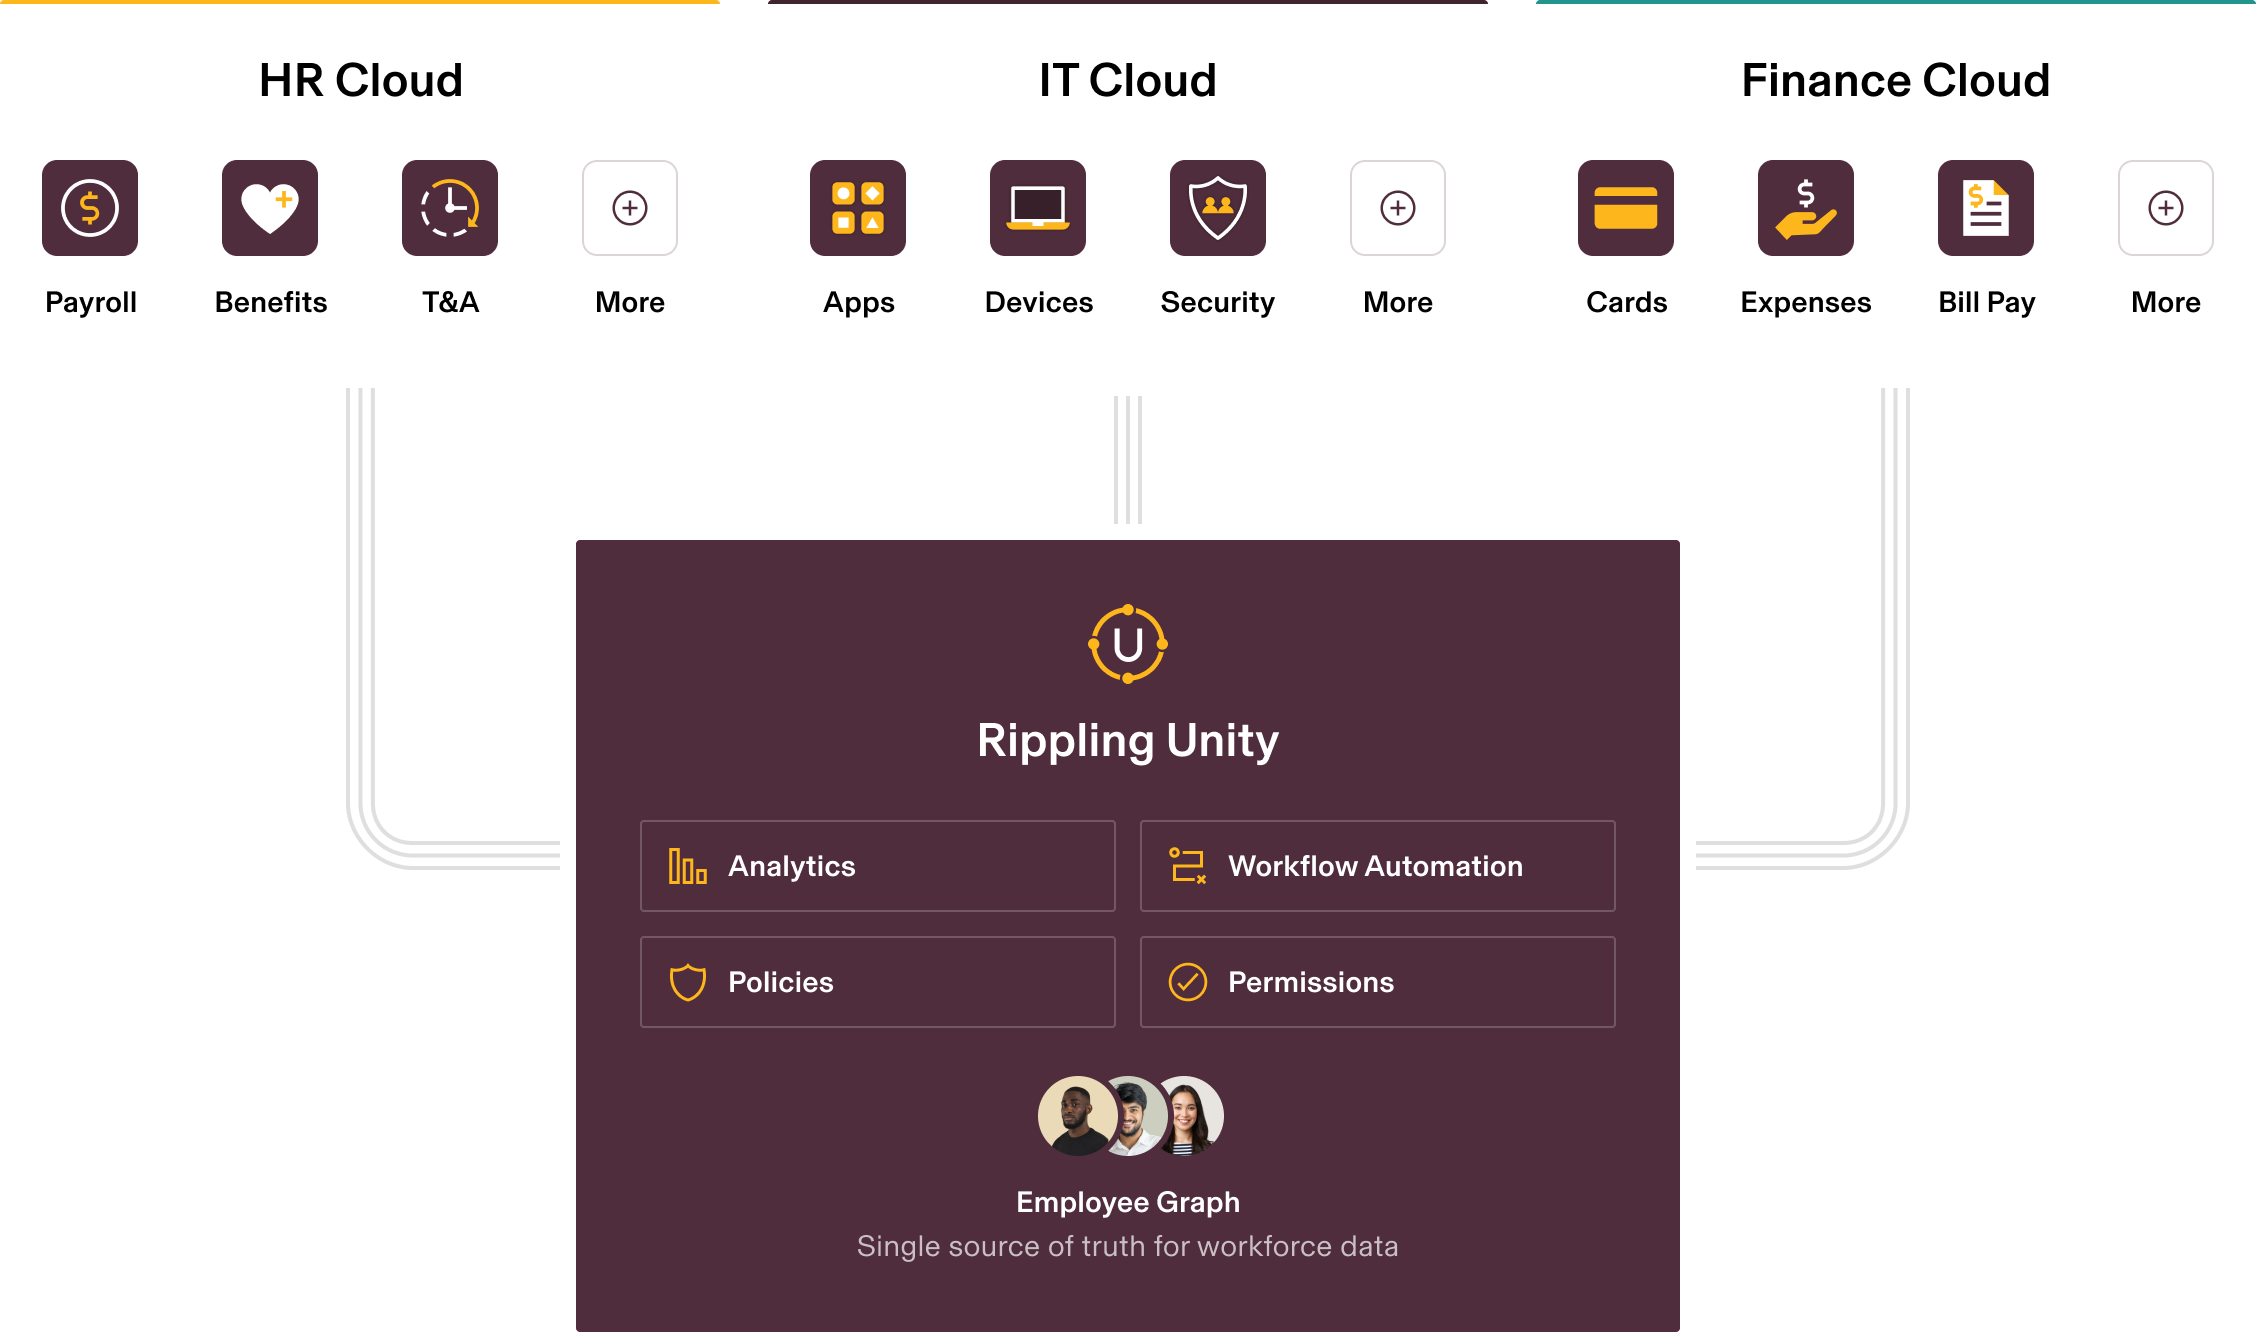 HR Cloud
Payroll
Benefits
T&A
More
IT Cloud
Apps
Devices
Security
More
Finance Cloud
Cards
Expenses
Bill Pay
More
U
Rippling Unity
Analytics
Workflow Automation
Policies
Permissions
Employee Graph
Single source of truth for workforce data